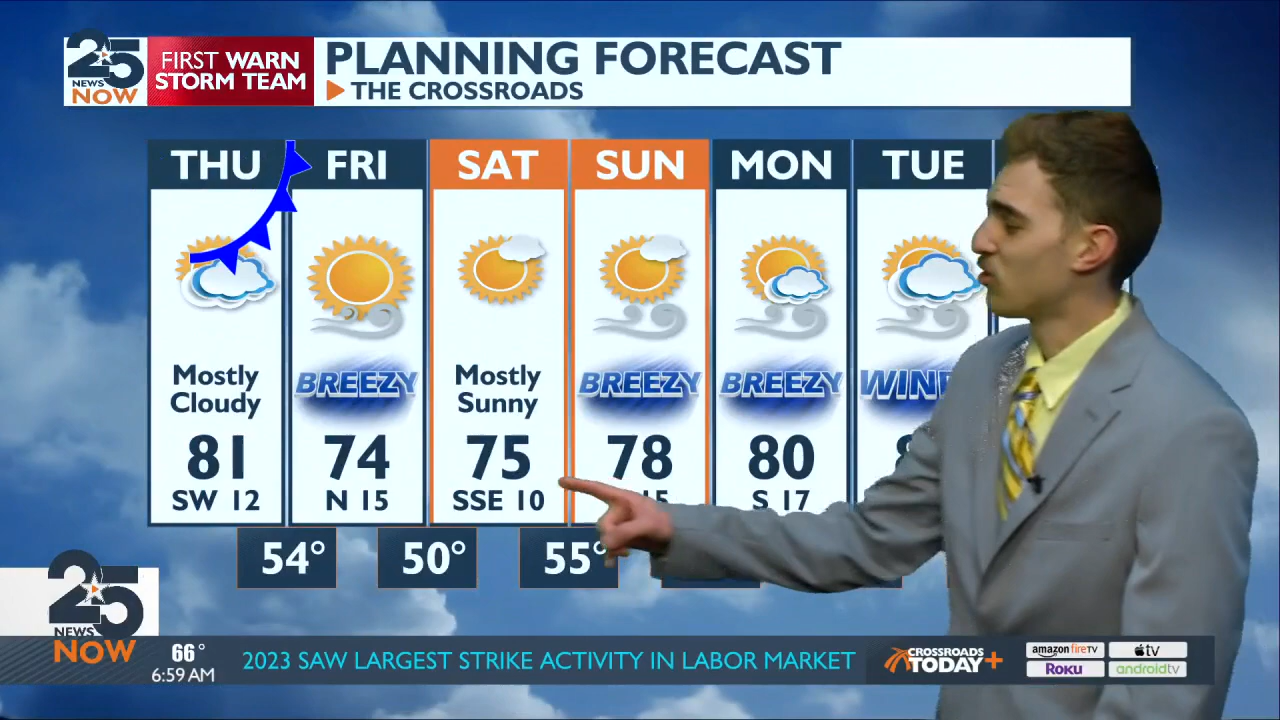 25
NEWS
NOW
FIRST WARN
STORM TEAM
PLANNING FORECAST
THE CROSSROADS
THU FRI SAT SUN MON TUE
Mostly
Cloudy
BREEZY
Mostly
Sunny
BREEZY
BREEZY
81 74 75 78 80
SW 12 N 15 SSE 10 15 S 17
54° 50° 55°
25
NEWS
NOW
66°
6:59 AM
2023 SAW LARGEST STRIKE ACTIVITY IN LABOR MARKET
CROSSROADS
TODAY+
amazon fireTV
tv
ROKU
androidtv